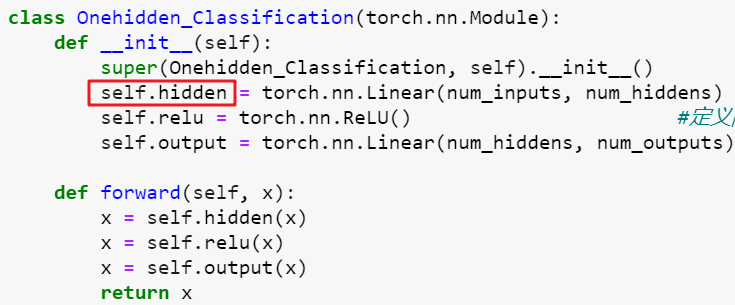 class Onehidden_Classification(torch.nn.Module):
    def __init__(self):
        super(Onehidden_Classification, self).__init__()
        self.hidden = torch.nn.Linear(num_inputs, num_hiddens)
        self.relu = torch.nn.ReLU()                       #定义
        self.output = torch.nn.Linear(num_hiddens, num_outputs)
    def forward(self, x):
        x = self.hidden(x)
        x = self.relu(x)
        x = self.output(x)
        return x